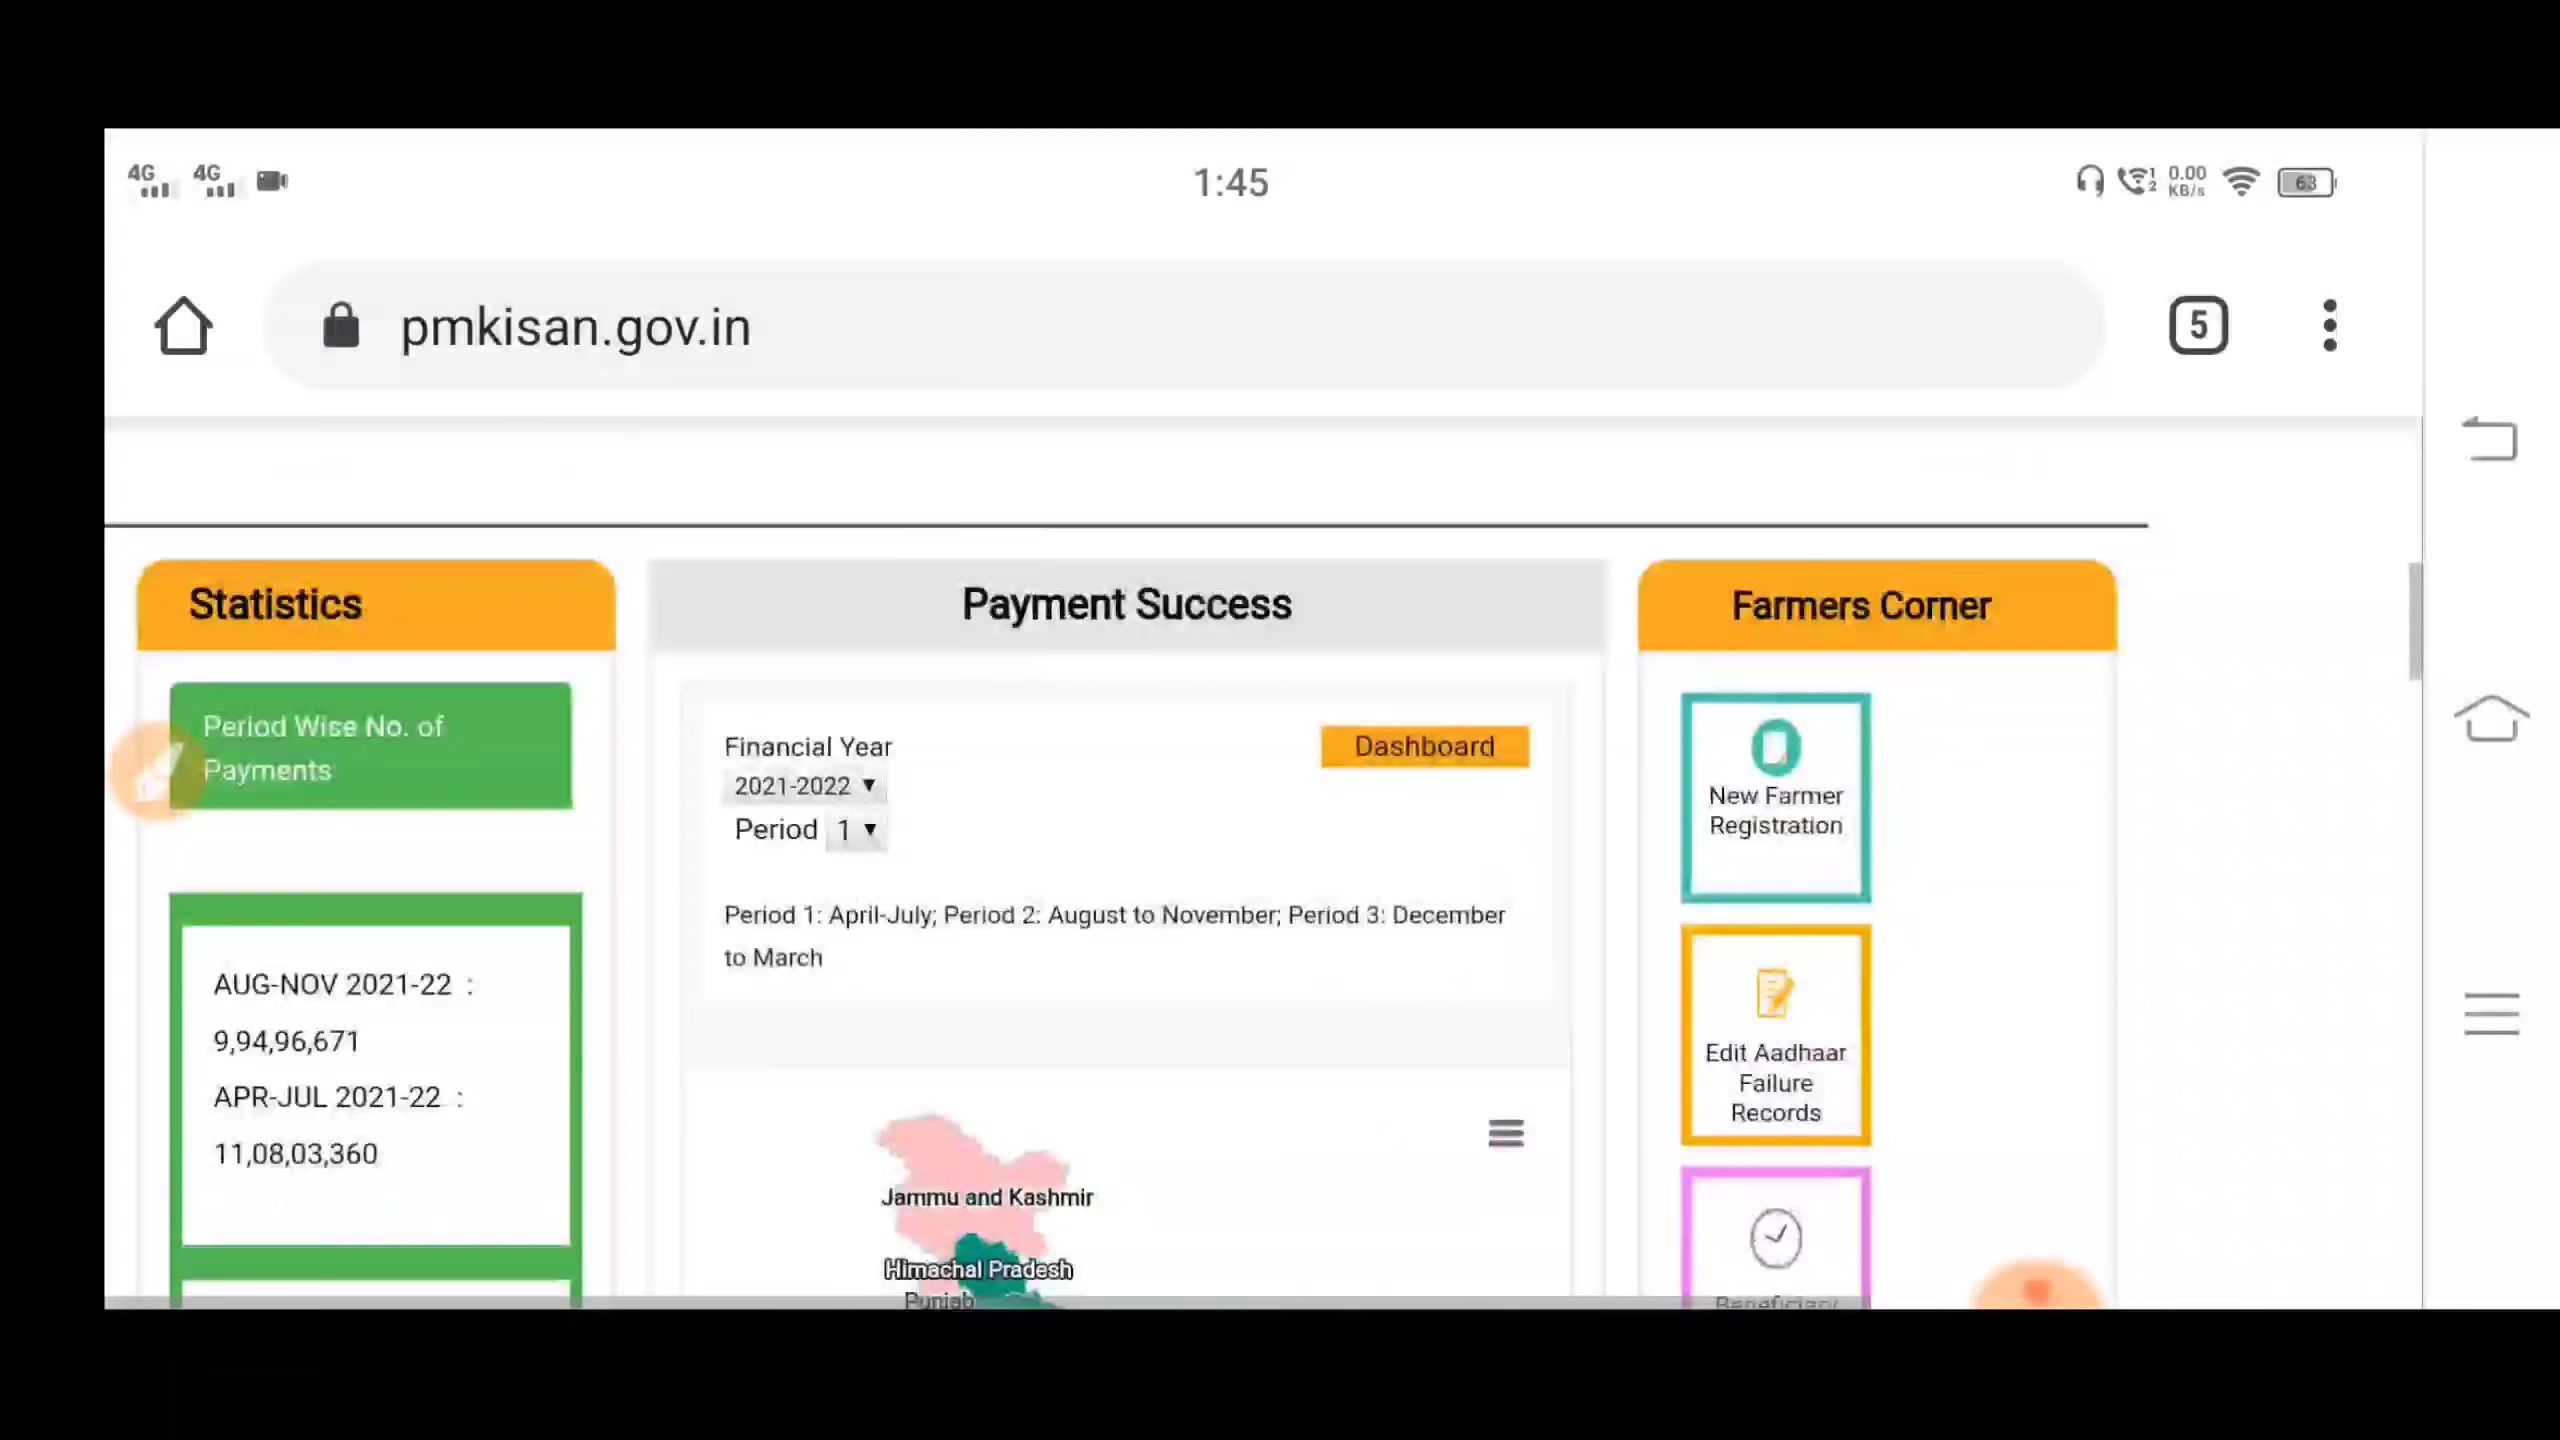 4G 4G 1:45 0.00 KB/s 63
pmkisan.gov.in 5
Statistics
Period Wise No. of
Payments
AUG-NOV 2021-22 :
9,94,96,671
APR-JUL 2021-22 :
11,08,03,360
Payment Success
Financial Year
2021-2022
Dashboard
Period 1
Period 1: April-July; Period 2: August to November; Period 3: December
to March
Jammu and Kashmir
Himachal Pradesh
Punjab
Farmers Corner
New Farmer
Registration
Edit Aadhaar
Failure
Records
Beneficiary